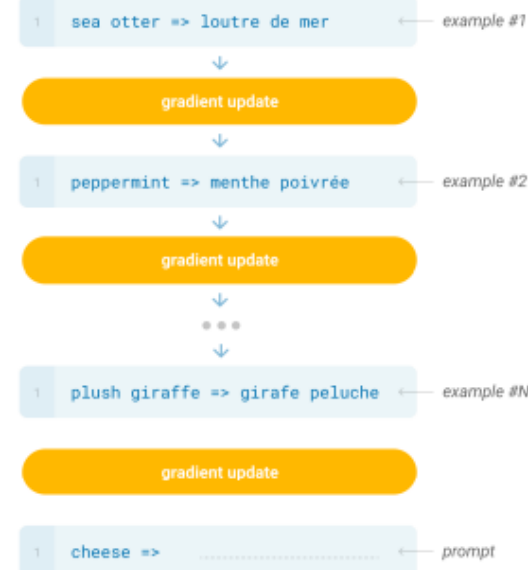 1 sea otter => loutre de mer example #1
gradient update
1 peppermint => menthe poivrée example #2
gradient update
1 plush giraffe => girafe peluche example #N
gradient update
1 cheese => prompt